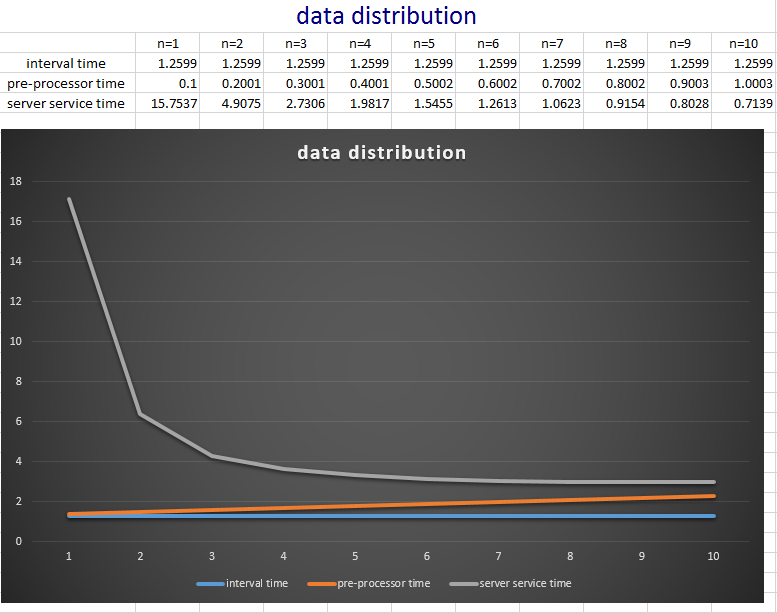 data distribution
n=1 n=2 n=3 n=4 n=5 n=6 n=7 n=8 n=9 n=10
interval time 1.2599 1.2599 1.2599 1.2599 1.2599 1.2599 1.2599 1.2599 1.2599 1.2599
pre-processor time 0.1 0.2001 0.3001 0.4001 0.5002 0.6002 0.7002 0.8002 0.9003 1.0003
server service time 15.7537 4.9075 2.7306 1.9817 1.5455 1.2613 1.0623 0.9154 0.8028 0.7139
data distribution
18
16
14
12
10
8
6
4
2
0
1 2 3 4 5 6 7 8 9 10
interval time pre-processor time server service time